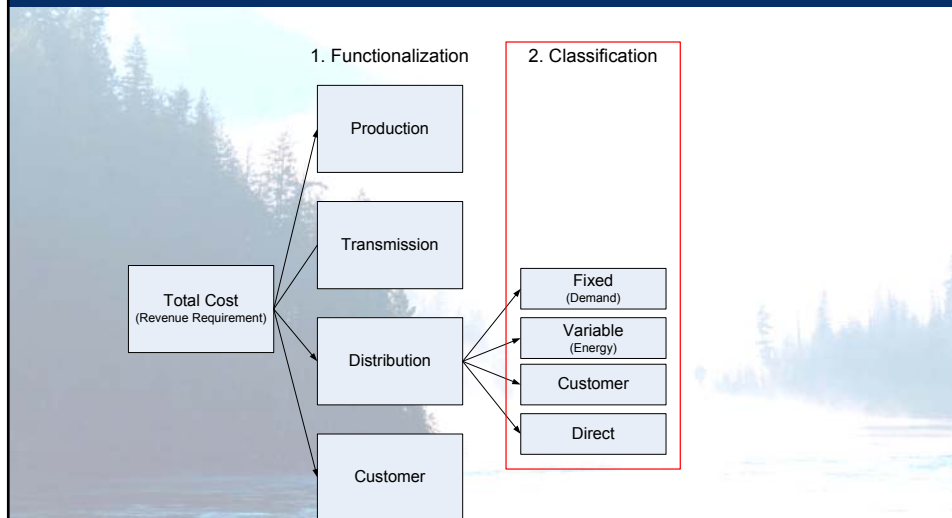 1. Functionalization
2. Classification
Production
Transmission
Total Cost
(Revenue Requirement)
Distribution
Customer
Fixed
(Demand)
Variable
(Energy)
Customer
Direct